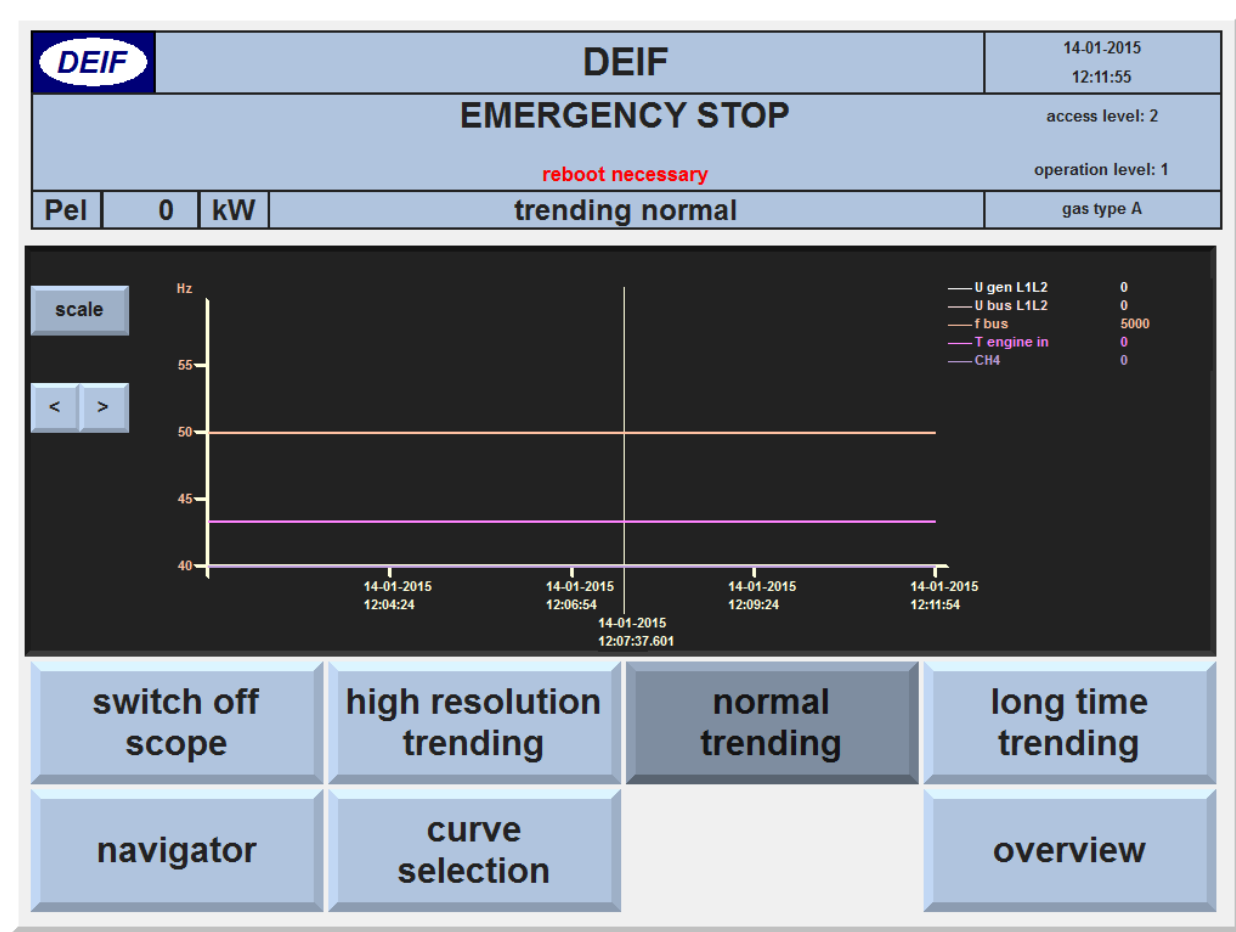 DEIF
DEIF
14-01-2015
12:11:55
EMERGENCY STOP
access level: 2
reboot necessary
operation level: 1
Pel 0 kW
trending normal
gas type A
scale
< >
Hz
55
50
45
40
U gen L1L2 0
U bus L1L2 0
f bus 5000
T engine in 0
CH4 0
14-01-2015
12:04:24
14-01-2015
12:06:54
14-01-2015
12:09:24
14-01-2015
12:11:54
14-01-2015
12:07:37.601
switch off
scope
high resolution
trending
normal
trending
long time
trending
navigator
curve
selection
overview